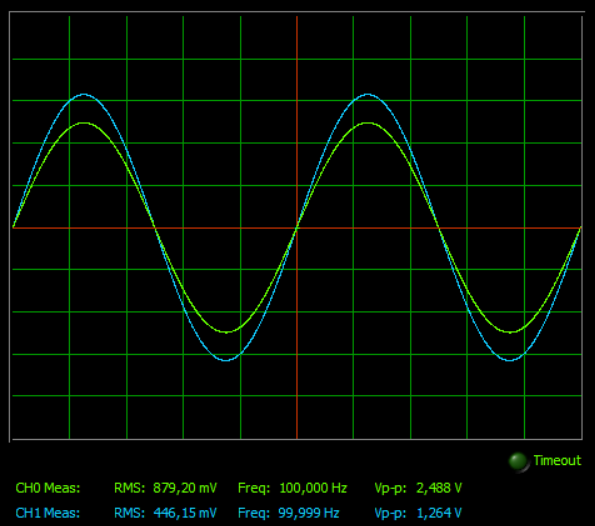 Timeout
CH0 Meas: RMS: 879,20 mV Freq: 100,000 Hz Vp-p: 2,488 V
CH1 Meas: RMS: 446,15 mV Freq: 99,999 Hz Vp-p: 1,264 V